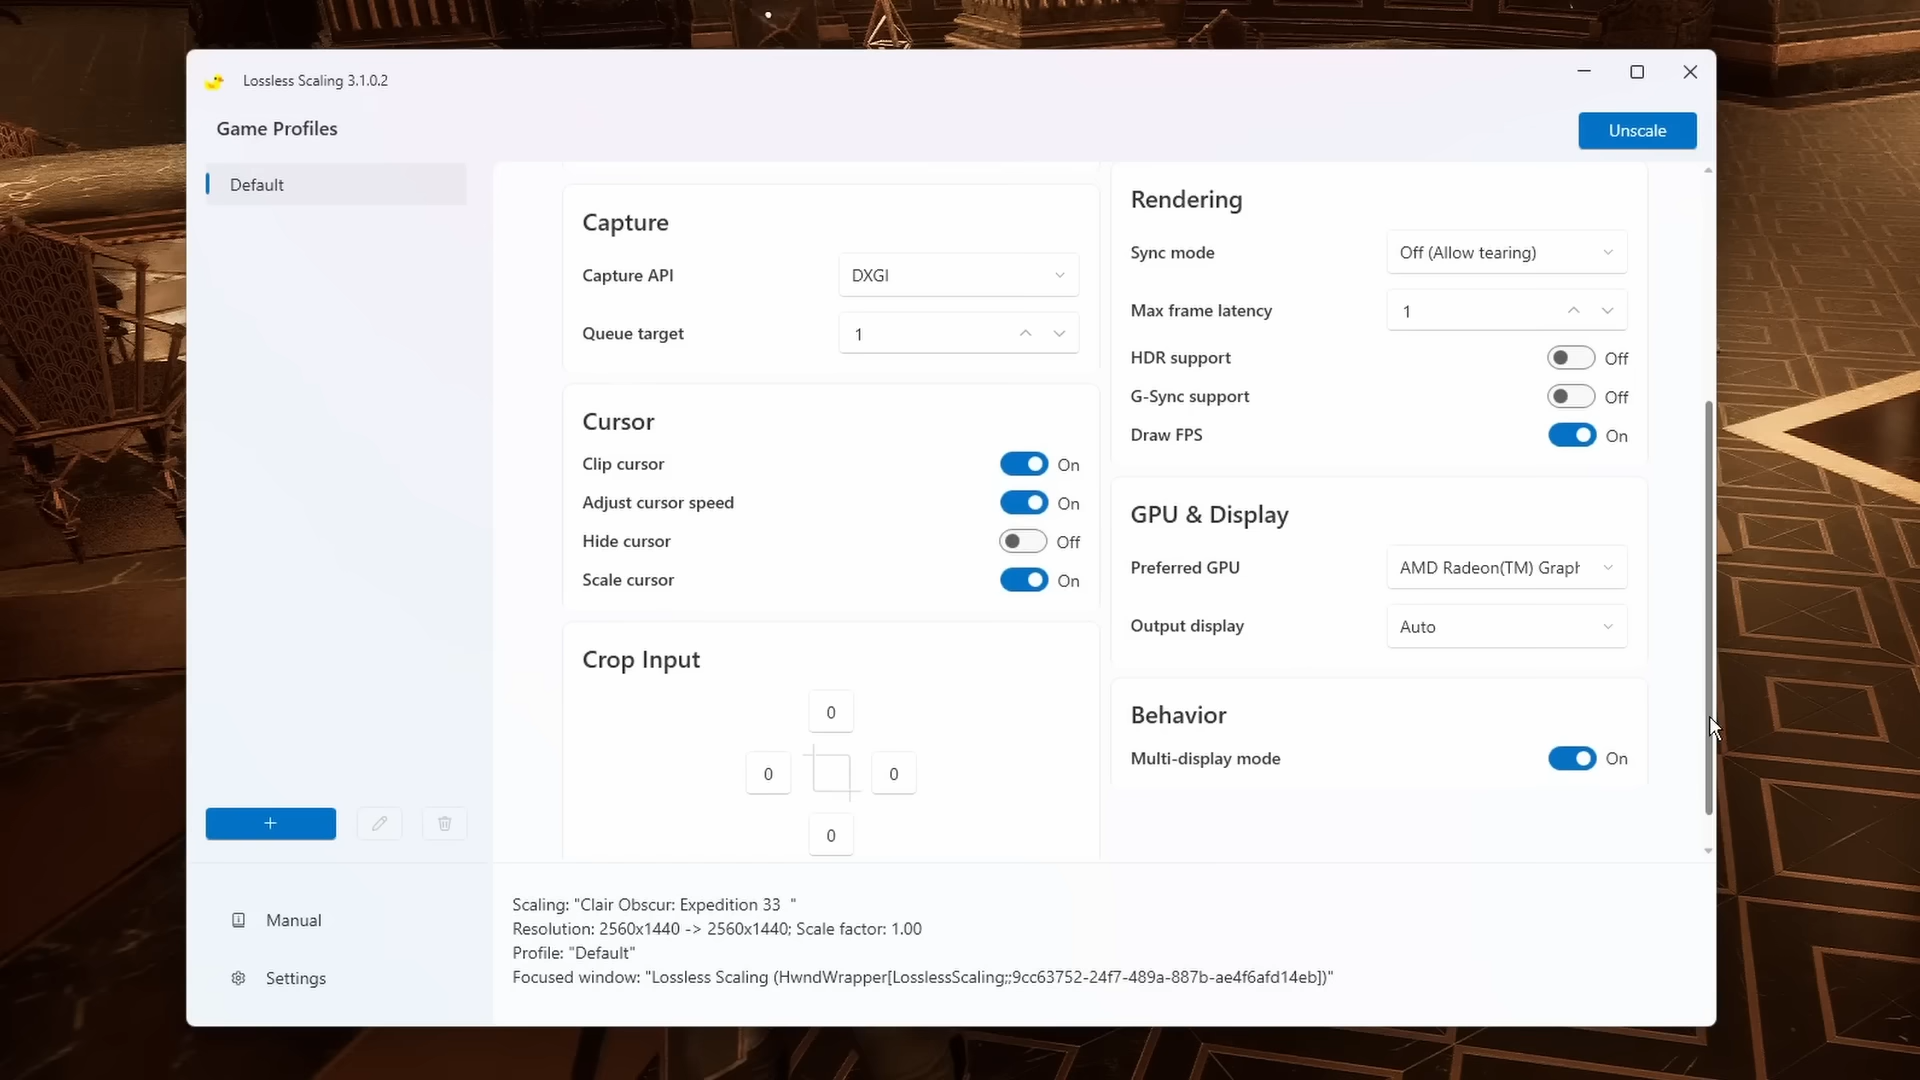 Lossless Scaling 3.1.0.2
Game Profiles
Unscale
Default
Capture
Capture API
DXGI
Queue target
1
Cursor
Clip cursor
On
Adjust cursor speed
On
Hide cursor
Off
Scale cursor
On
Crop Input
0
0
0
0
Rendering
Sync mode
Off (Allow tearing)
Max frame latency
1
HDR support
Off
G-Sync support
Off
Draw FPS
On
GPU & Display
Preferred GPU
AMD Radeon(TM) Graph
Output display
Auto
Behavior
Multi-display mode
On
+
Manual
Settings
Scaling: "Clair Obscur: Expedition 33  "
Resolution: 2560x1440 -> 2560x1440; Scale factor: 1.00
Profile: "Default"
Focused window: "Lossless Scaling (HwndWrapper[LosslessScaling;;9cc63752-24f7-489a-887b-ae4f6afd14eb])"